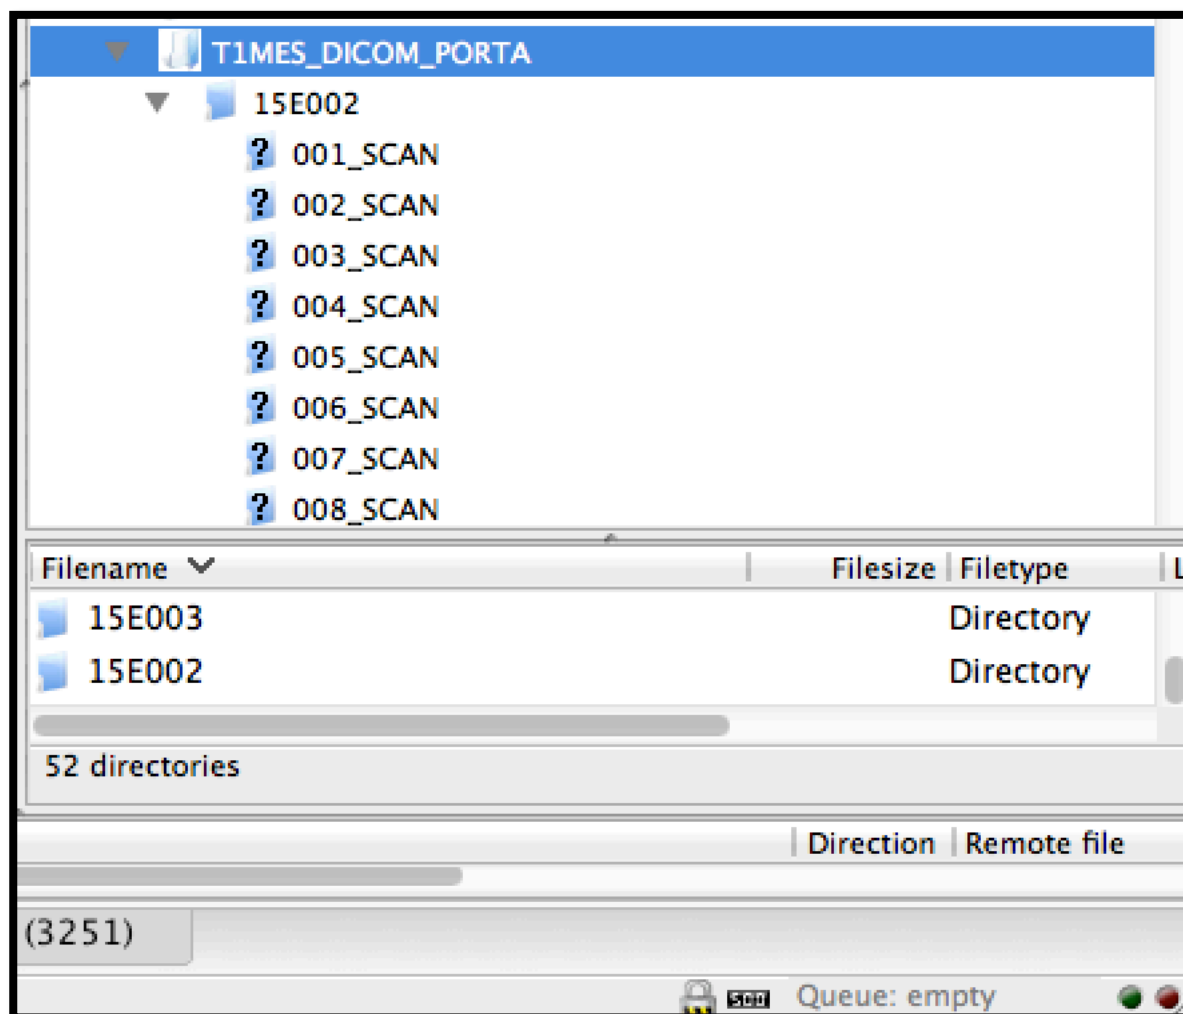 T1MES_DICOM_PORTA
15E002
? 001_SCAN
? 002_SCAN
? 003_SCAN
? 004_SCAN
? 005_SCAN
? 006_SCAN
? 007_SCAN
? 008_SCAN
Filename Filesize Filetype L
15E003 Directory
15E002 Directory
52 directories
Direction Remote file
(3251)
Queue: empty